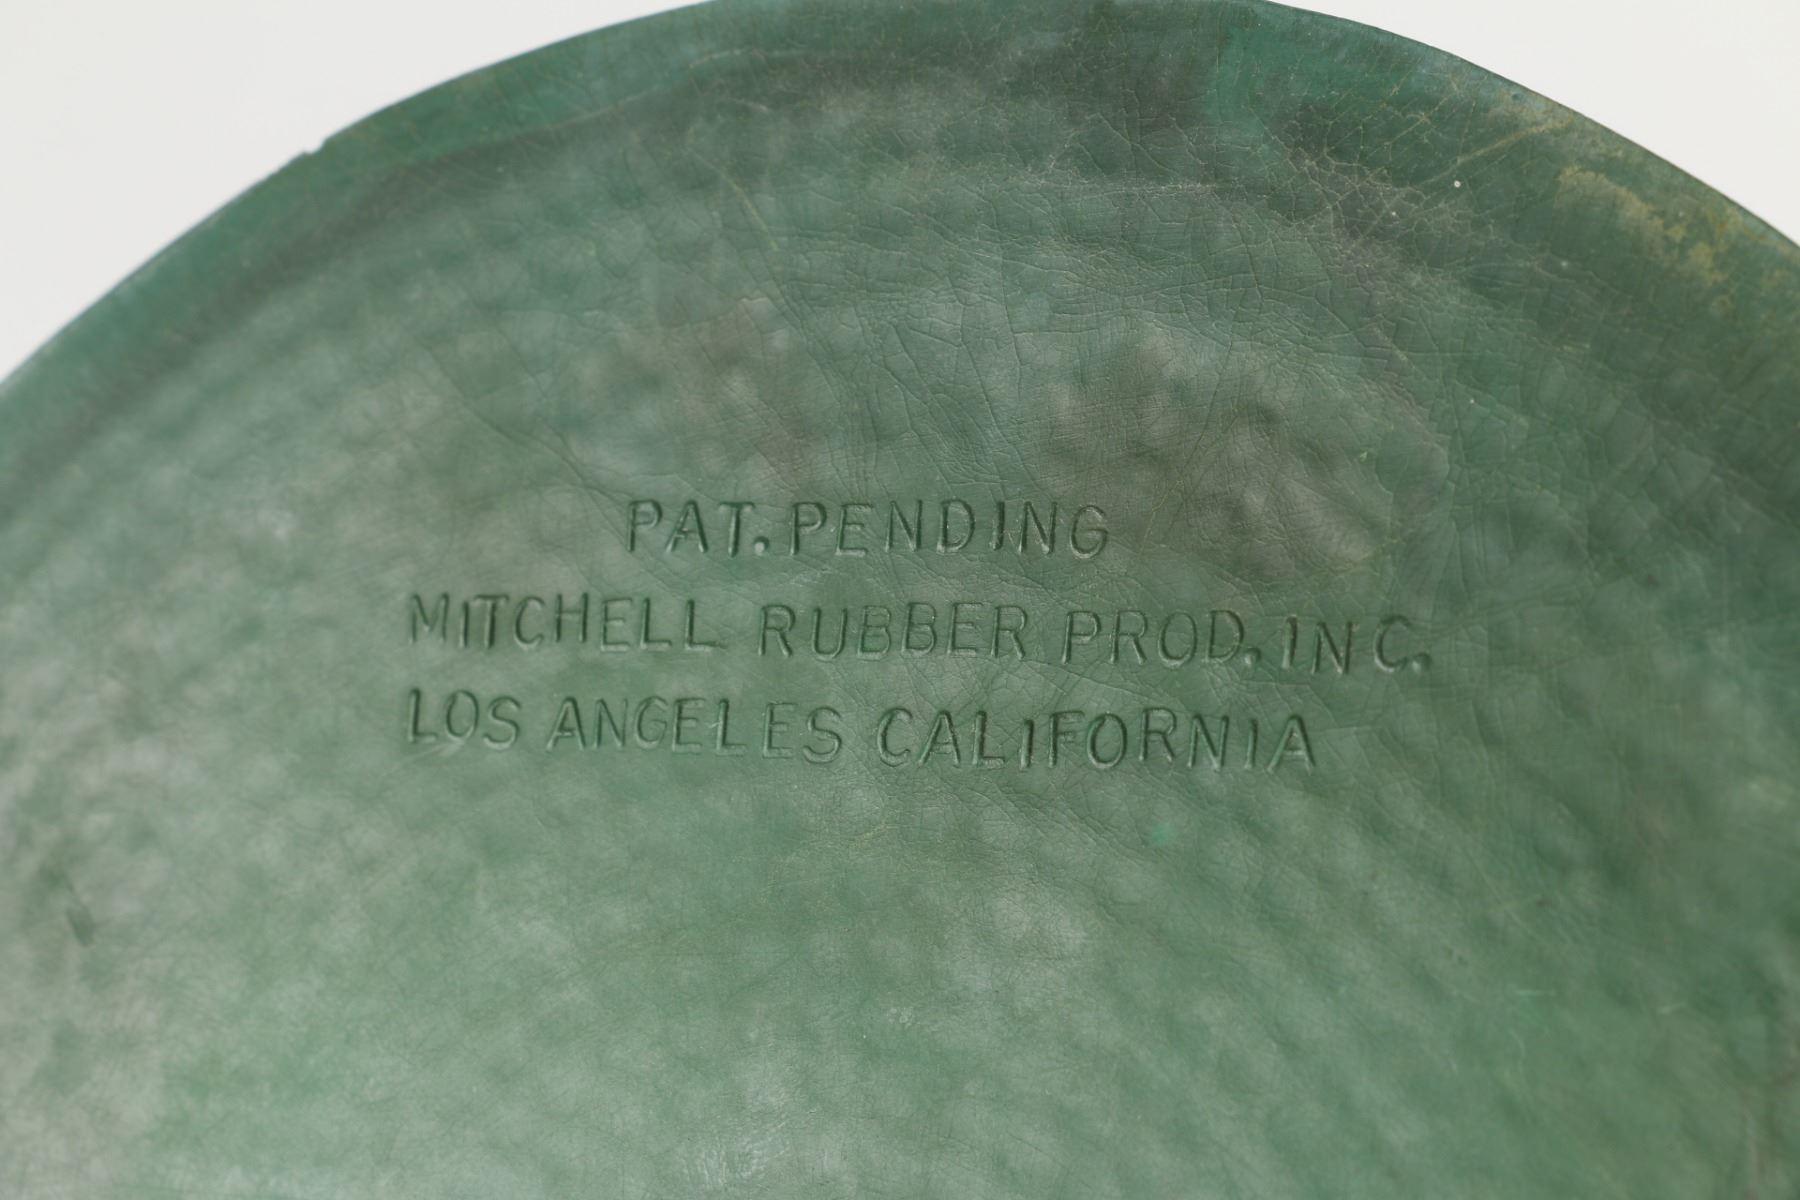 PAT. PENDING
MITCHELL RUBBER PROD. INC.
LOS ANGELES CALIFORNIA